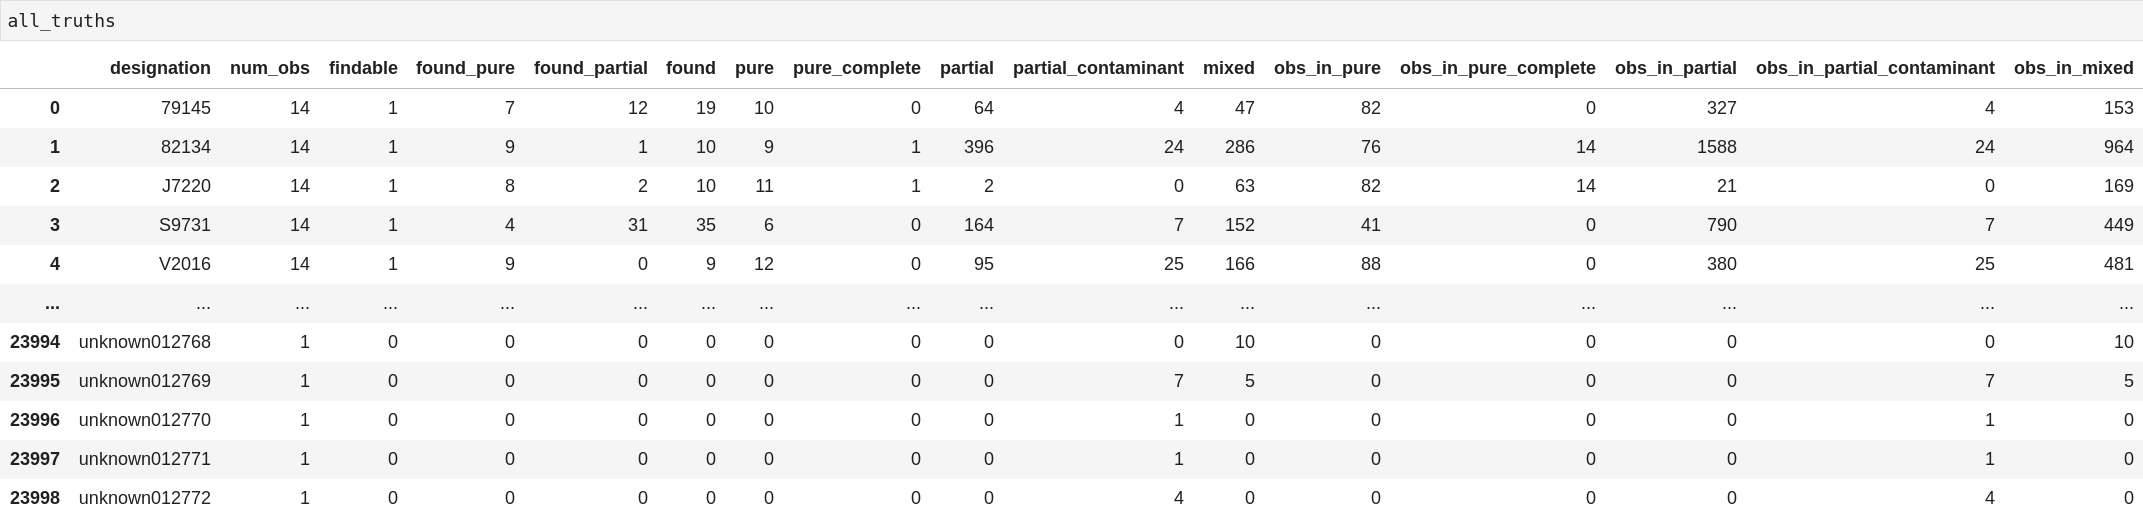 all_truths
designation num_obs findable found_pure found_partial found pure pure_complete partial partial_contaminant mixed obs_in_pure obs_in_pure_complete obs_in_partial obs_in_partial_contaminant obs_in_mixed
0 79145 14 1 7 12 19 10 0 64 4 47 82 0 327 4 153
1 82134 14 1 9 1 10 9 1 396 24 286 76 14 1588 24 964
2 J7220 14 1 8 2 10 11 1 2 0 63 82 14 21 0 169
3 S9731 14 1 4 31 35 6 0 164 7 152 41 0 790 7 449
4 V2016 14 1 9 0 9 12 0 95 25 166 88 0 380 25 481
... ... ... ... ... ... ... ... ... ... ... ... ... ... ... ... ...
23994 unknown012768 1 0 0 0 0 0 0 0 0 10 0 0 0 0 10
23995 unknown012769 1 0 0 0 0 0 0 0 7 5 0 0 0 7 5
23996 unknown012770 1 0 0 0 0 0 0 0 1 0 0 0 0 1 0
23997 unknown012771 1 0 0 0 0 0 0 0 1 0 0 0 0 1 0
23998 unknown012772 1 0 0 0 0 0 0 0 4 0 0 0 0 4 0